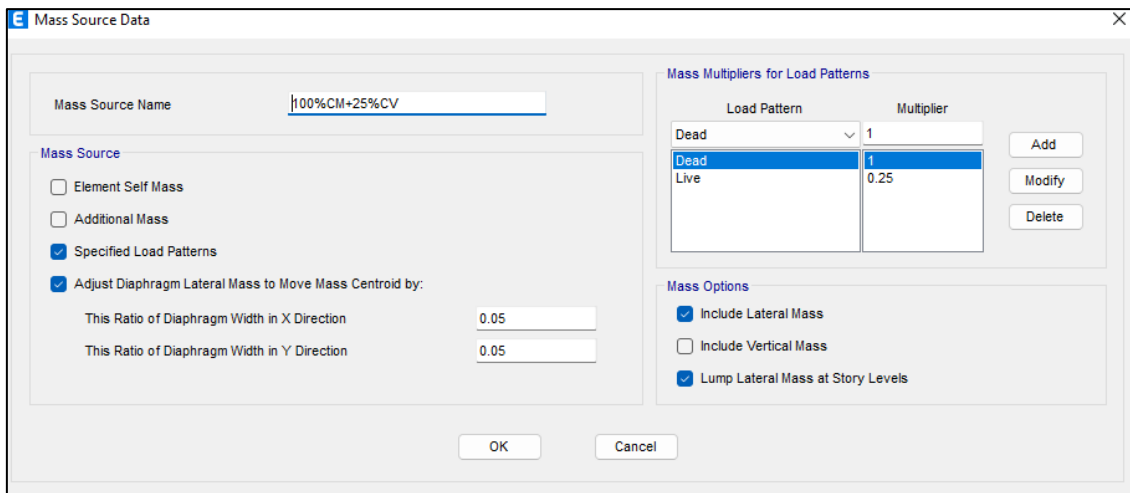 E Mass Source Data
Mass Source Name 100%CM+25%CV
Mass Source
Element Self Mass
Additional Mass
Specified Load Patterns
Adjust Diaphragm Lateral Mass to Move Mass Centroid by:
This Ratio of Diaphragm Width in X Direction 0.05
This Ratio of Diaphragm Width in Y Direction 0.05
Mass Multipliers for Load Patterns
Load Pattern Multiplier
Dead 1
Dead 1
Live 0.25
Add
Modify
Delete
Mass Options
Include Lateral Mass
Include Vertical Mass
Lump Lateral Mass at Story Levels
OK Cancel